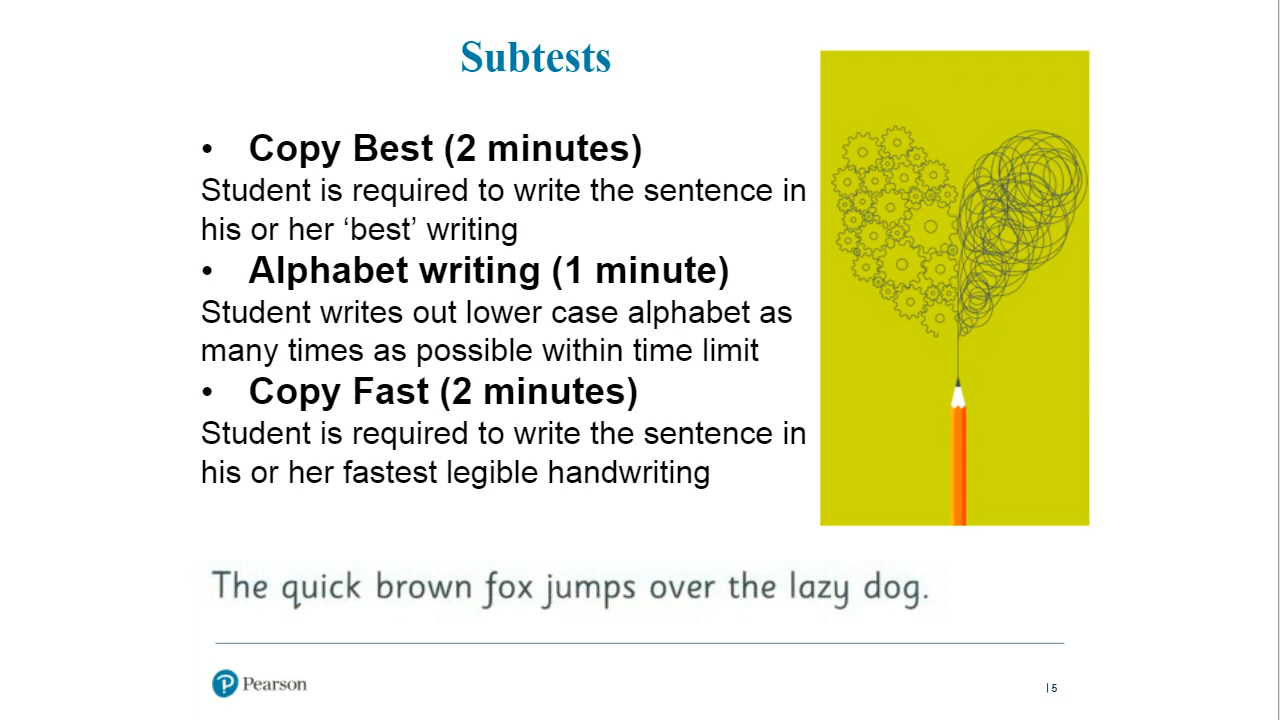 Subtests
• Copy Best (2 minutes)
Student is required to write the sentence in
his or her ‘best’ writing
• Alphabet writing (1 minute)
Student writes out lower case alphabet as
many times as possible within time limit
• Copy Fast (2 minutes)
Student is required to write the sentence in
his or her fastest legible handwriting
The quick brown fox jumps over the lazy dog.
P Pearson
| 5